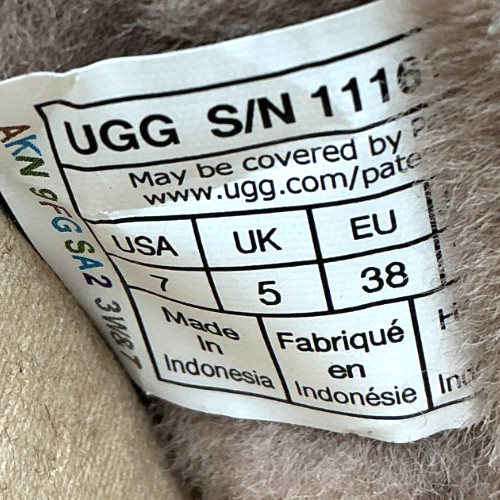 UGG S/N 1116
May be covered by
www.ugg.com/pate
USA UK EU
7 5 38
Made
In
Indonesia
Fabriqué
en
Indonésie
AKN 9FG SA2 3W87